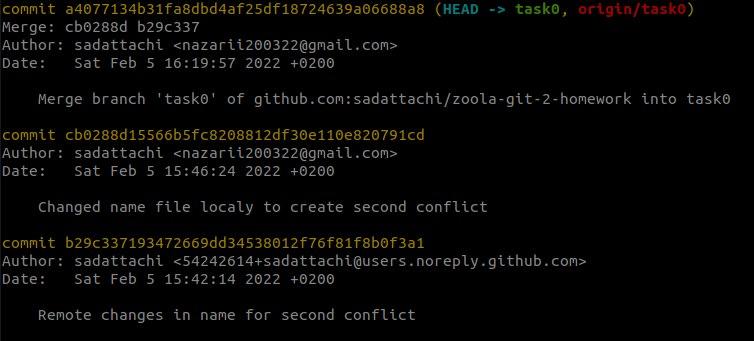 commit a4077134b31fa8dbd4af25df18724639a06688a8 (HEAD -> task0, origin/task0)
Merge: cb0288d b29c337
Author: sadattachi <nazarii200322@gmail.com>
Date:   Sat Feb 5 16:19:57 2022 +0200
Merge branch 'task0' of github.com:sadattachi/zoola-git-2-homework into task0
commit cb0288d15566b5fc8208812df30e110e820791cd
Author: sadattachi <nazarii200322@gmail.com>
Date:   Sat Feb 5 15:46:24 2022 +0200
Changed name file localy to create second conflict
commit b29c337193472669dd34538012f76f81f8b0f3a1
Author: sadattachi <54242614+sadattachi@users.noreply.github.com>
Date:   Sat Feb 5 15:42:14 2022 +0200
Remote changes in name for second conflict